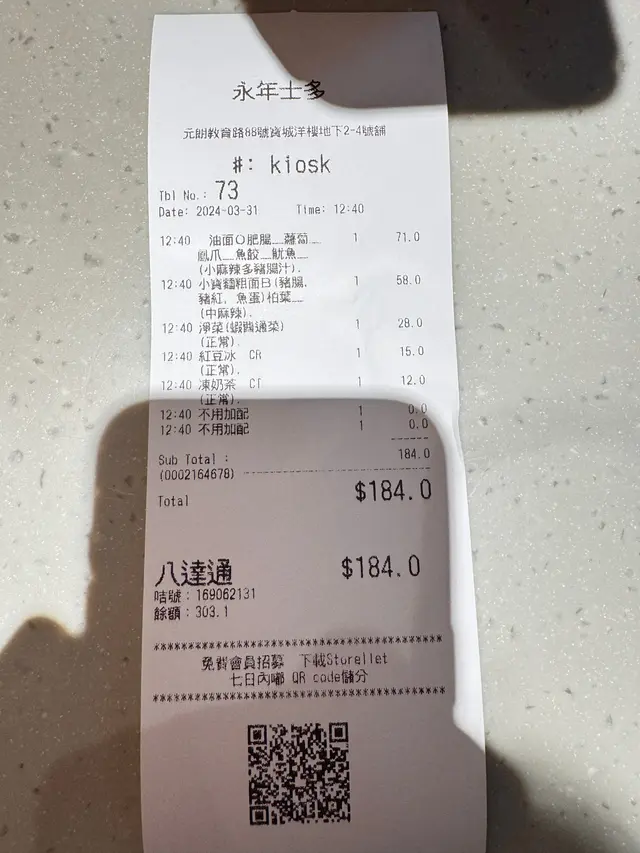 永年士多
元朗教育路88號寶城洋樓地下2-4號舖
#: kiosk
Tbl No.: 73
Date: 2024-03-31 Time: 12:40
12:40 油面○肥腸__蘿蔔__ 1 71.0
鳳爪__魚餃__魷魚__
(小麻辣多豬腸汁).
12:40 小寶麵粗面B(豬腸, 1 58.0
豬紅, 魚蛋)柏葉__
(中麻辣).
12:40 淨菜(蝦醬通菜) 1 28.0
(正常).
12:40 紅豆冰 CR 1 15.0
(正常).
12:40 凍奶茶 CT 1 12.0
(正常).
12:40 不用加配 1 0.0
12:40 不用加配 1 0.0
Sub Total : 184.0
(0002164678)
Total $184.0
八達通 $184.0
咭號 : 169062131
餘額 : 303.1
免費會員招募 下載Storellet
七日內嘟 QR code儲分